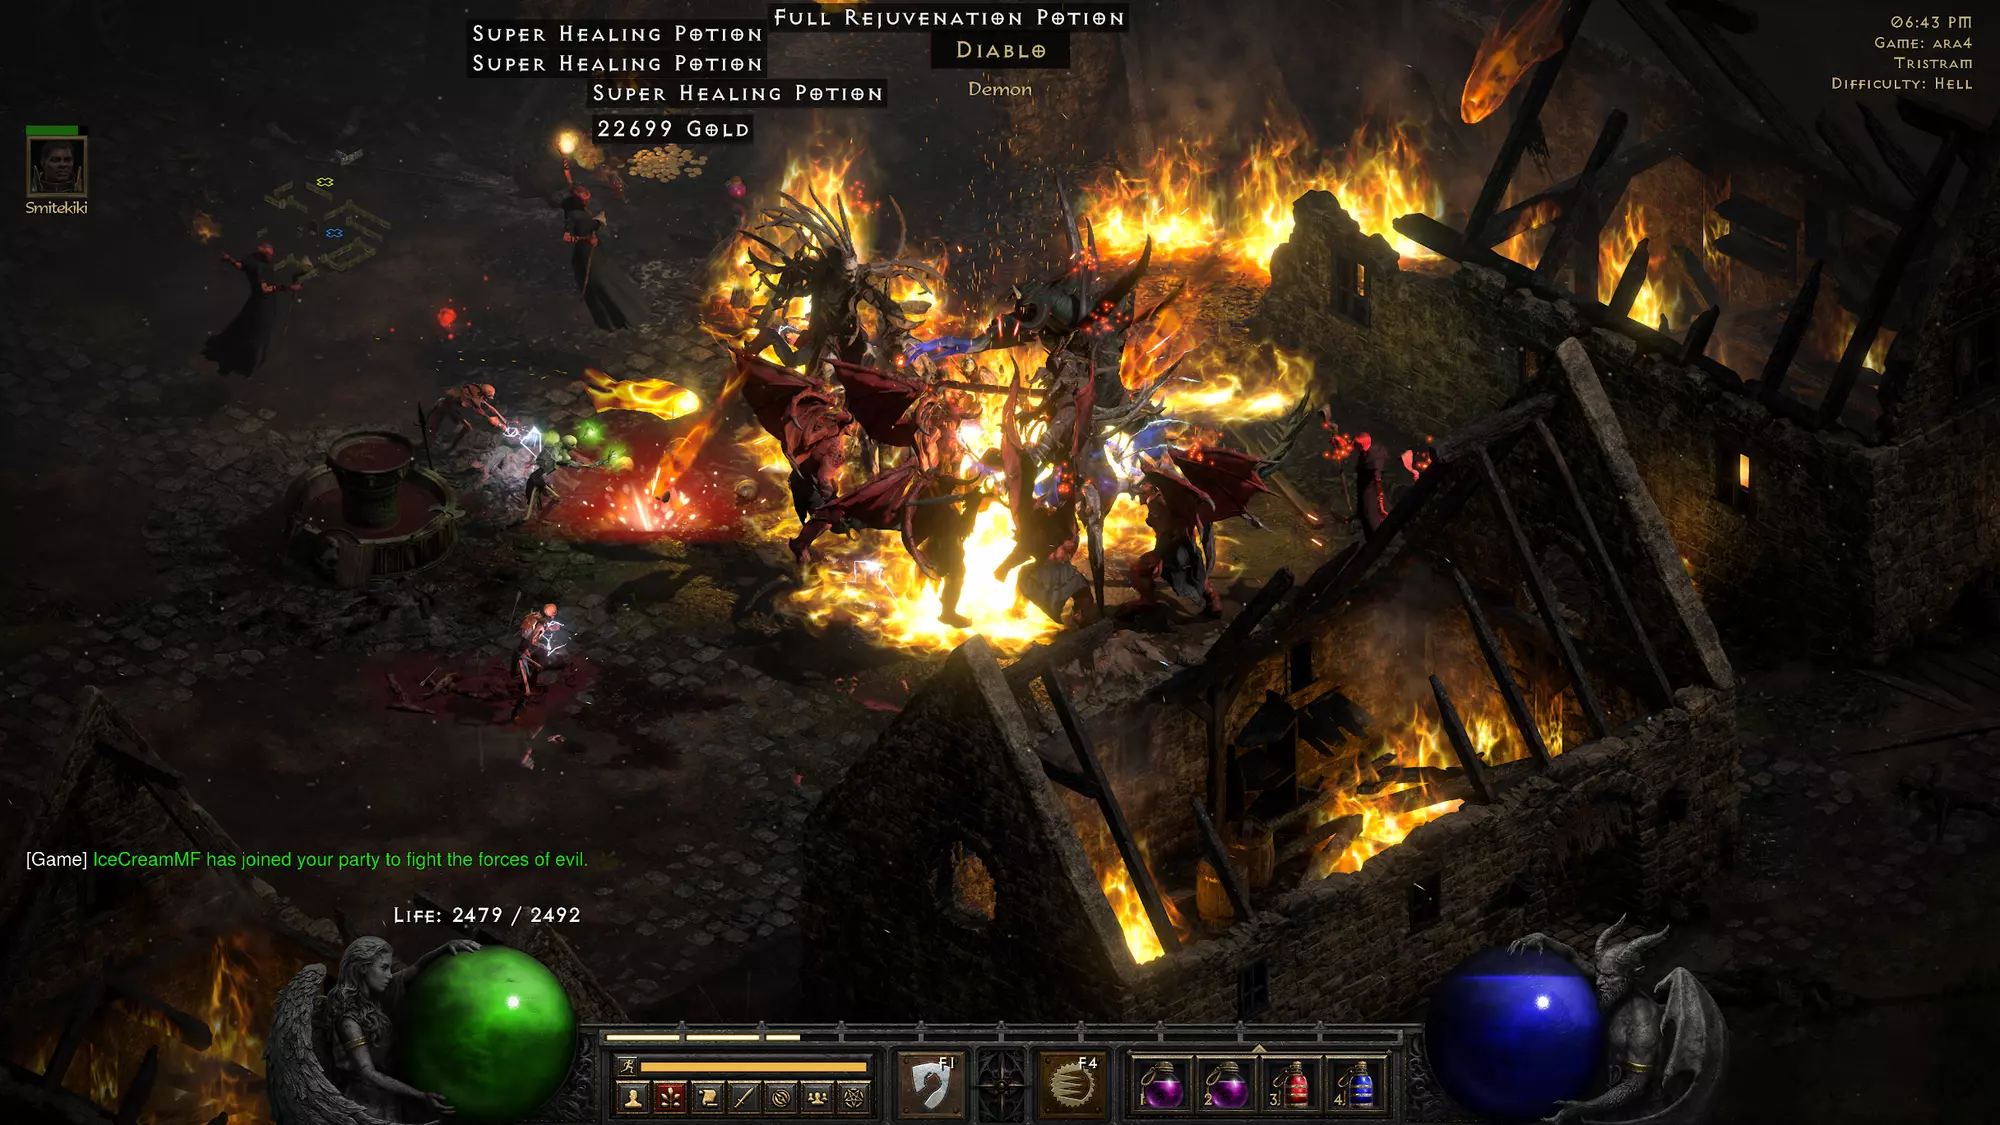 Full Rejuvenation Potion
Super Healing Potion
Diablo
Super Healing Potion
Super Healing Potion
Demon
22699 Gold
06:43 PM
Game: ara4
Tristram
Difficulty: Hell
Smitekiki
[Game] IceCreamMF has joined your party to fight the forces of evil.
Life: 2479 / 2492
F1
F4
1
2
3
4